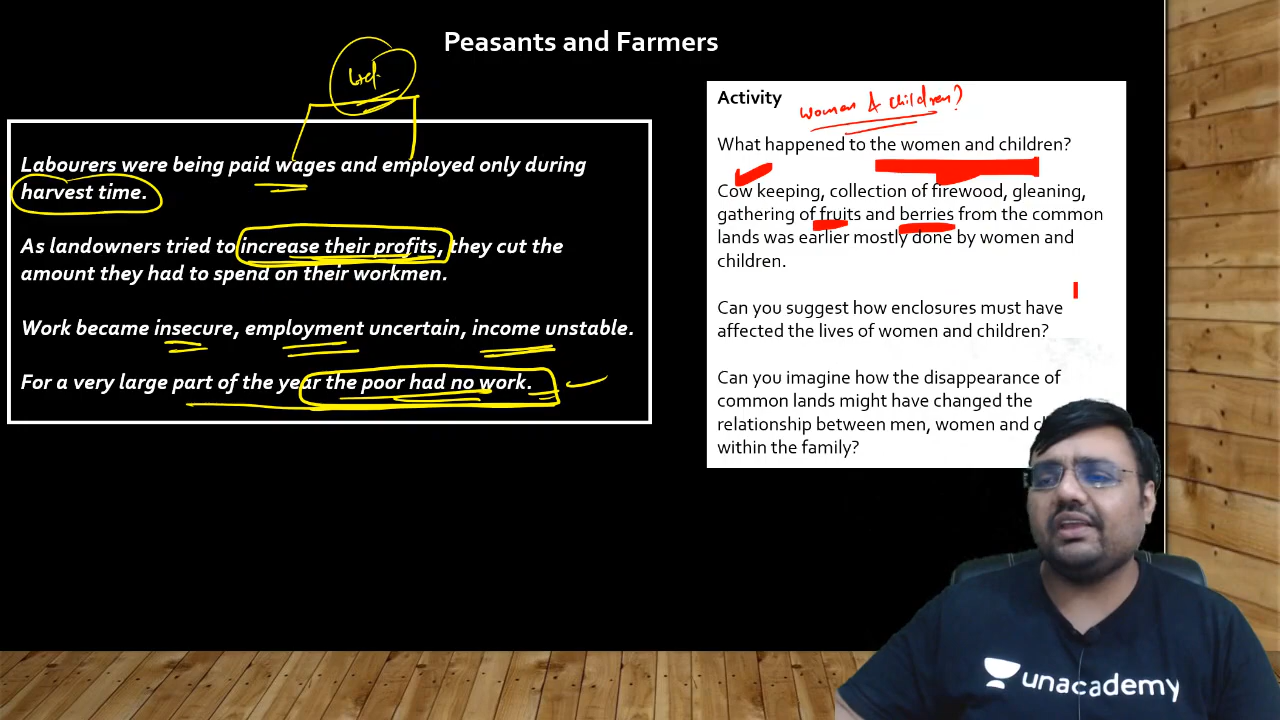 Peasants and Farmers
Labourers were being paid wages and employed only during
harvest time.
As landowners tried to increase their profits, they cut the
amount they had to spend on their workmen.
Work became insecure, employment uncertain, income unstable.
For a very large part of the year the poor had no work.
Activity
women & children?
What happened to the women and children?
Cow keeping, collection of firewood, gleaning,
gathering of fruits and berries from the common
lands was earlier mostly done by women and
children.
Can you suggest how enclosures must have
affected the lives of women and children?
Can you imagine how the disappearance of
common lands might have changed the
relationship between men, women and
within the family?
unacademy